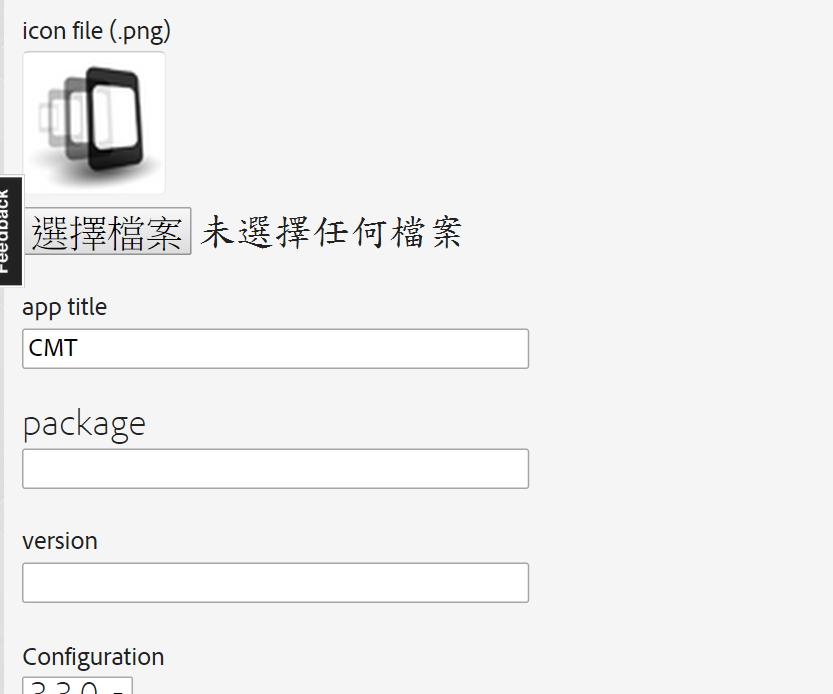 icon file (.png)
Feedback
選擇檔案 未選擇任何檔案
app title
CMT
package
version
Configuration